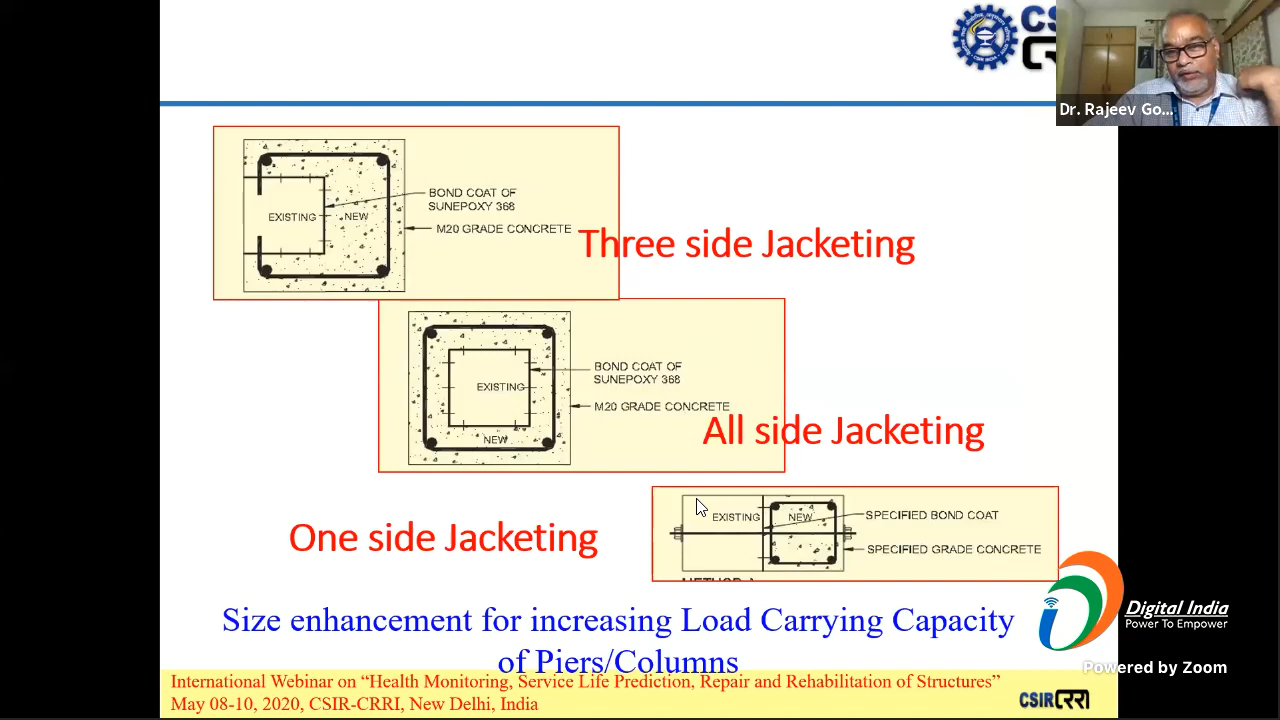 CS
Dr. Rajeev Go...
EXISTING
NEW
BOND COAT OF
SUNEPOXY 368
M20 GRADE CONCRETE
Three side Jacketing
EXISTING
NEW
BOND COAT OF
SUNEPOXY 368
M20 GRADE CONCRETE
All side Jacketing
One side Jacketing
EXISTING
NEW
SPECIFIED BOND COAT
SPECIFIED GRADE CONCRETE
Size enhancement for increasing Load Carrying Capacity
of Piers/Columns
Digital India
Power To Empower
Powered by Zoom
International Webinar on “Health Monitoring, Service Life Prediction, Repair and Rehabilitation of Structures”
May 08-10, 2020, CSIR-CRRI, New Delhi, India
CSIR CRRI